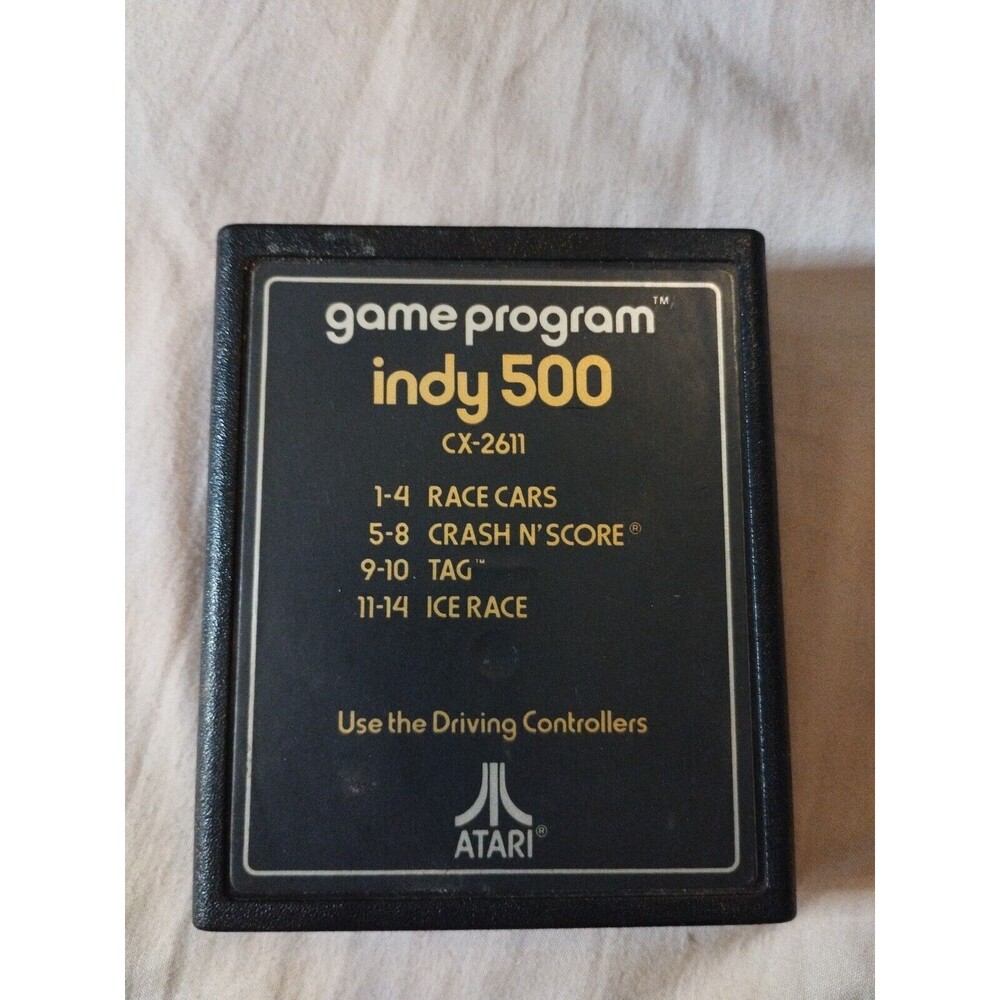 game program™
indy 500
CX-2611
1-4 RACE CARS
5-8 CRASH N' SCORE®
9-10 TAG™
11-14 ICE RACE
Use the Driving Controllers
ATARI®